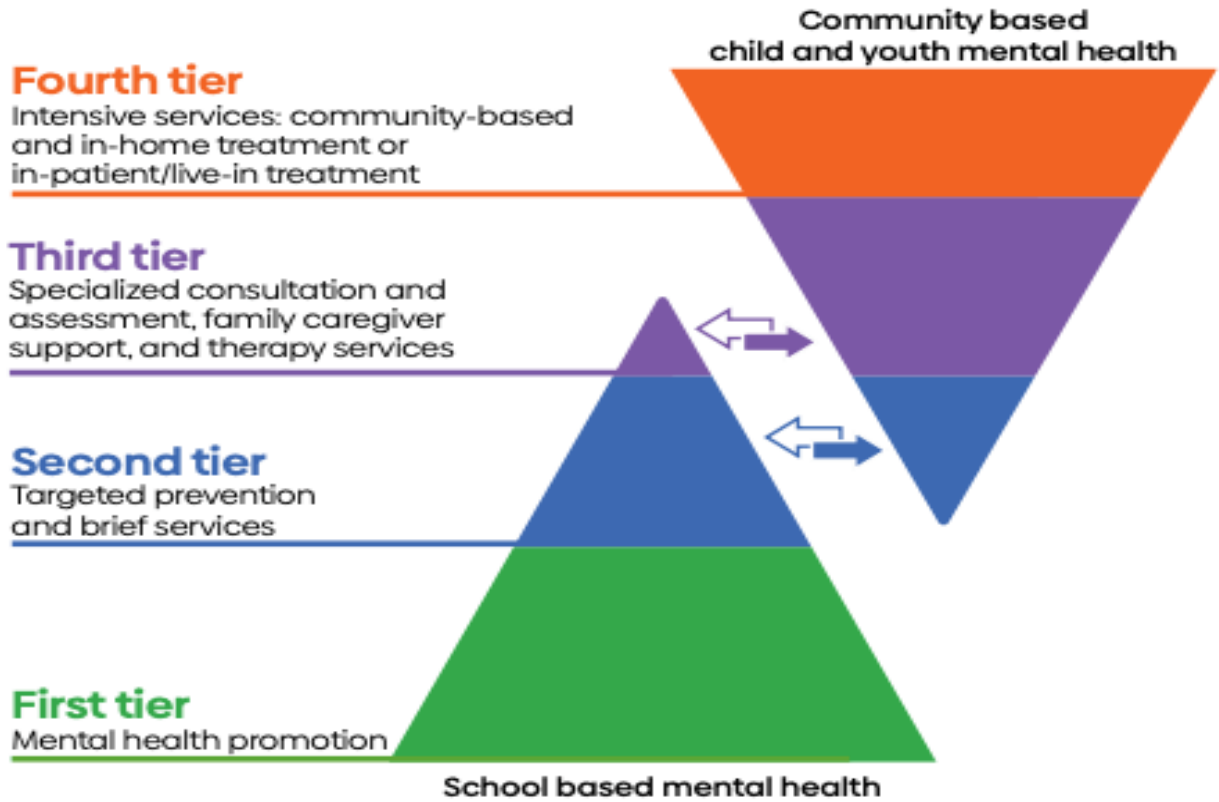 Community based
child and youth mental health
Fourth tier
Intensive services: community-based
and in-home treatment or
in-patient/live-in treatment
Third tier
Specialized consultation and
assessment, family caregiver
support, and therapy services
Second tier
Targeted prevention
and brief services
First tier
Mental health promotion
School based mental health